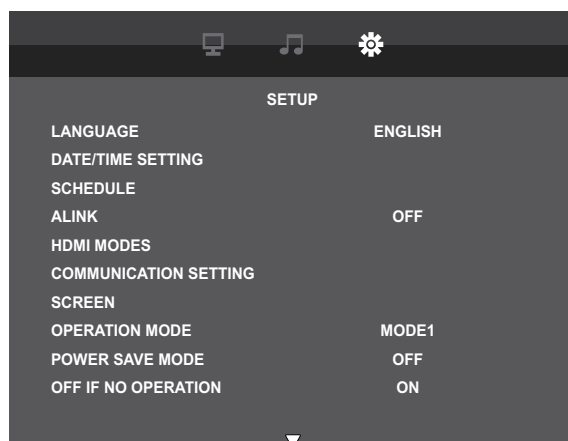 SETUP
LANGUAGE ENGLISH
DATE/TIME SETTING
SCHEDULE
ALINK OFF
HDMI MODES
COMMUNICATION SETTING
SCREEN
OPERATION MODE MODE1
POWER SAVE MODE OFF
OFF IF NO OPERATION ON